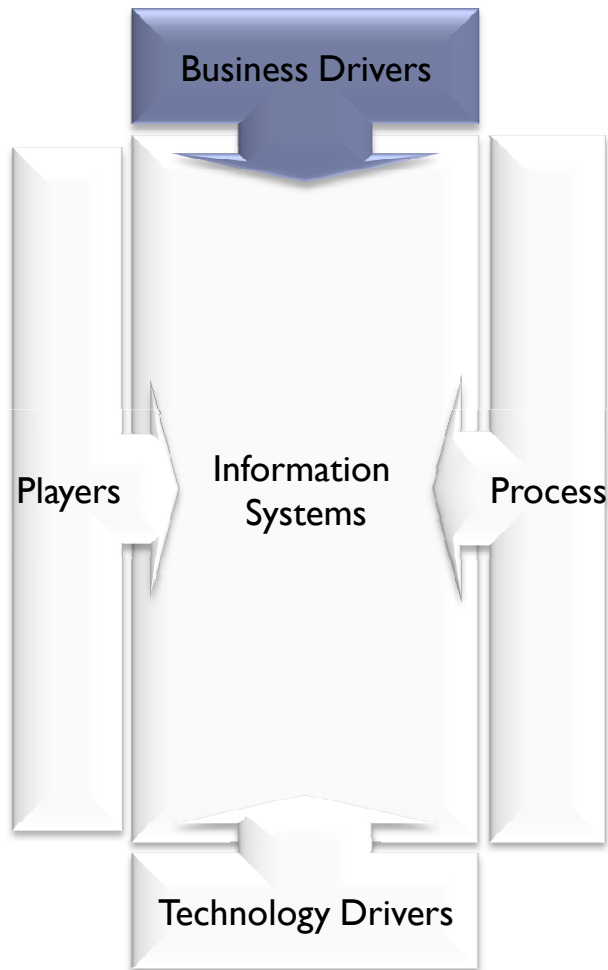 Business Drivers
Players
Information
Systems
Process
Technology Drivers